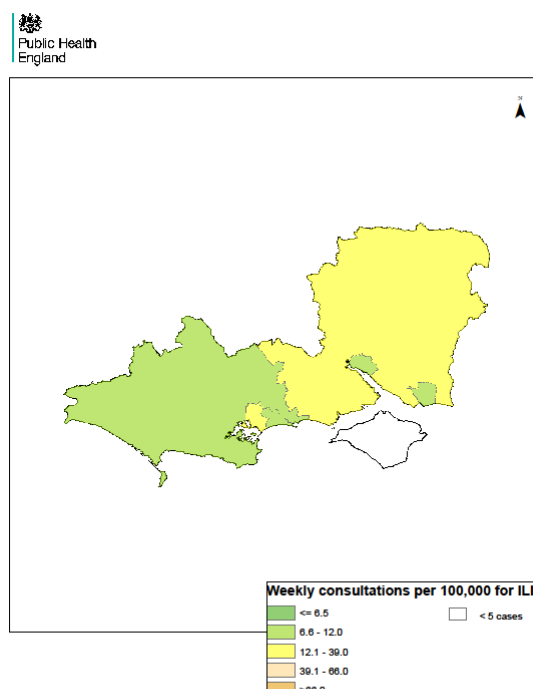 Public Health
England
N
Weekly consultations per 100,000 for ILI
<= 6.5
< 5 cases
6.6 - 12.0
12.1 - 39.0
39.1 - 66.0